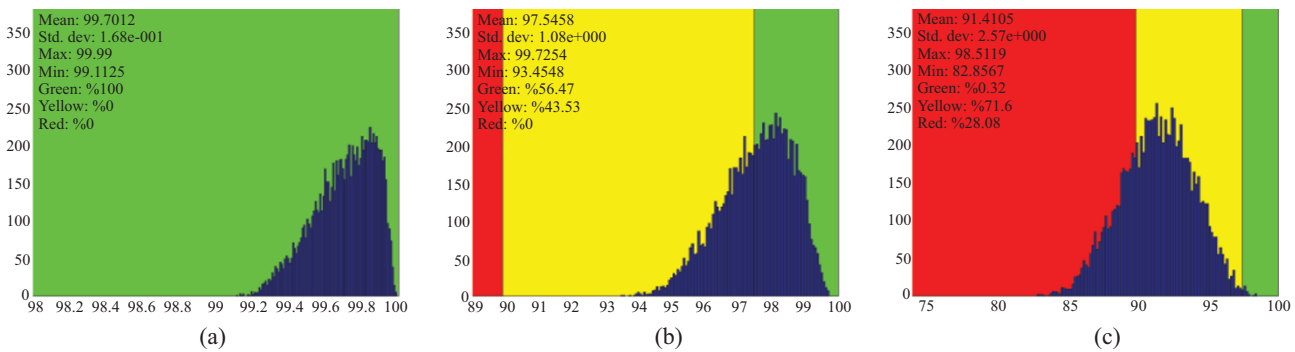 Mean: 99.7012
Std. dev: 1.68e-001
Max: 99.99
Min: 99.1125
Green: %100
Yellow: %0
Red: %0
350
300
250
200
150
100
50
0
98 98.2 98.4 98.6 98.8 99 99.2 99.4 99.6 99.8 100
(a)
Mean: 97.5458
Std. dev: 1.08e+000
Max: 99.7254
Min: 93.4548
Green: %56.47
Yellow: %43.53
Red: %0
350
300
250
200
150
100
50
0
89 90 91 92 93 94 95 96 97 98 99 100
(b)
Mean: 91.4105
Std. dev: 2.57e+000
Max: 98.5119
Min: 82.8567
Green: %0.32
Yellow: %71.6
Red: %28.08
350
300
250
200
150
100
50
0
75 80 85 90 95 100
(c)